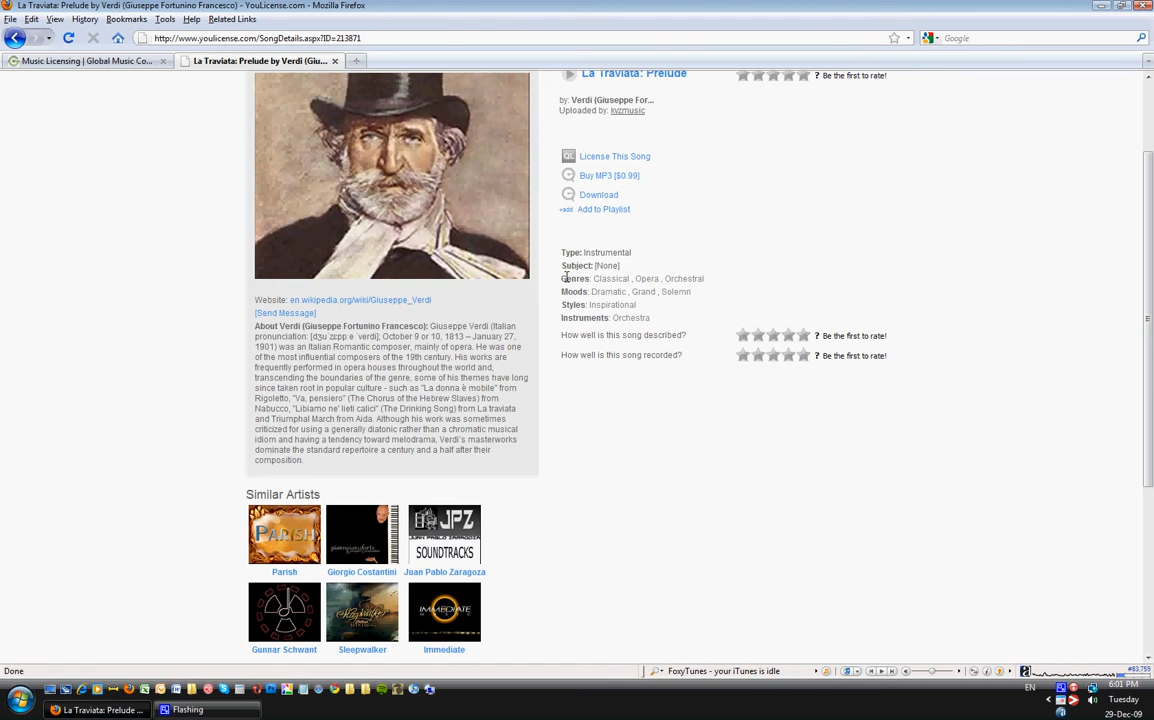 La Traviata: Prelude by Verdi (Giuseppe Fortunino Francesco) - YouLicense.com - Mozilla Firefox
File Edit View History Bookmarks Tools Help Related Links
http://www.youlicense.com/SongDetails.aspx?ID=213871
Google
Music Licensing | Global Music Co...
La Traviata: Prelude by Verdi (Giu...
La Traviata: Prelude
? Be the first to rate!
by: Verdi (Giuseppe For...
Uploaded by: kvzmusic
QL License This Song
Buy MP3 [$0.99]
Download
+add Add to Playlist
Type: Instrumental
Subject: [None]
Genres: Classical , Opera , Orchestral
Moods: Dramatic , Grand , Solemn
Styles: Inspirational
Instruments: Orchestra
How well is this song described? ? Be the first to rate!
How well is this song recorded? ? Be the first to rate!
Website: en.wikipedia.org/wiki/Giuseppe_Verdi
[Send Message]
About Verdi (Giuseppe Fortunino Francesco): Giuseppe Verdi (Italian
pronunciation: [dʒuˈzɛppe ˈverdi]; October 9 or 10, 1813 – January 27,
1901) was an Italian Romantic composer, mainly of opera. He was one
of the most influential composers of the 19th century. His works are
frequently performed in opera houses throughout the world and,
transcending the boundaries of the genre, some of his themes have long
since taken root in popular culture - such as "La donna è mobile" from
Rigoletto, "Va, pensiero" (The Chorus of the Hebrew Slaves) from
Nabucco, "Libiamo ne' lieti calici" (The Drinking Song) from La traviata
and Triumphal March from Aida. Although his work was sometimes
criticized for using a generally diatonic rather than a chromatic musical
idiom and having a tendency toward melodrama, Verdi's masterworks
dominate the standard repertoire a century and a half after their
composition.
Similar Artists
PARISH
JPZ
JUAN PABLO ZARAGOZA
SOUNDTRACKS
Parish
Giorgio Costantini
Juan Pablo Zaragoza
Sleepwalker
IMMEDIATE
Gunnar Schwant
Sleepwalker
Immediate
Done
FoxyTunes - your iTunes is idle
#83,759
La Traviata: Prelude ...
Flashing
EN
6:01 PM
Tuesday
29-Dec-09